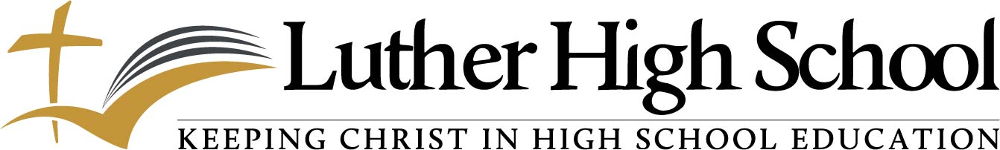 Luther High School
KEEPING CHRIST IN HIGH SCHOOL EDUCATION